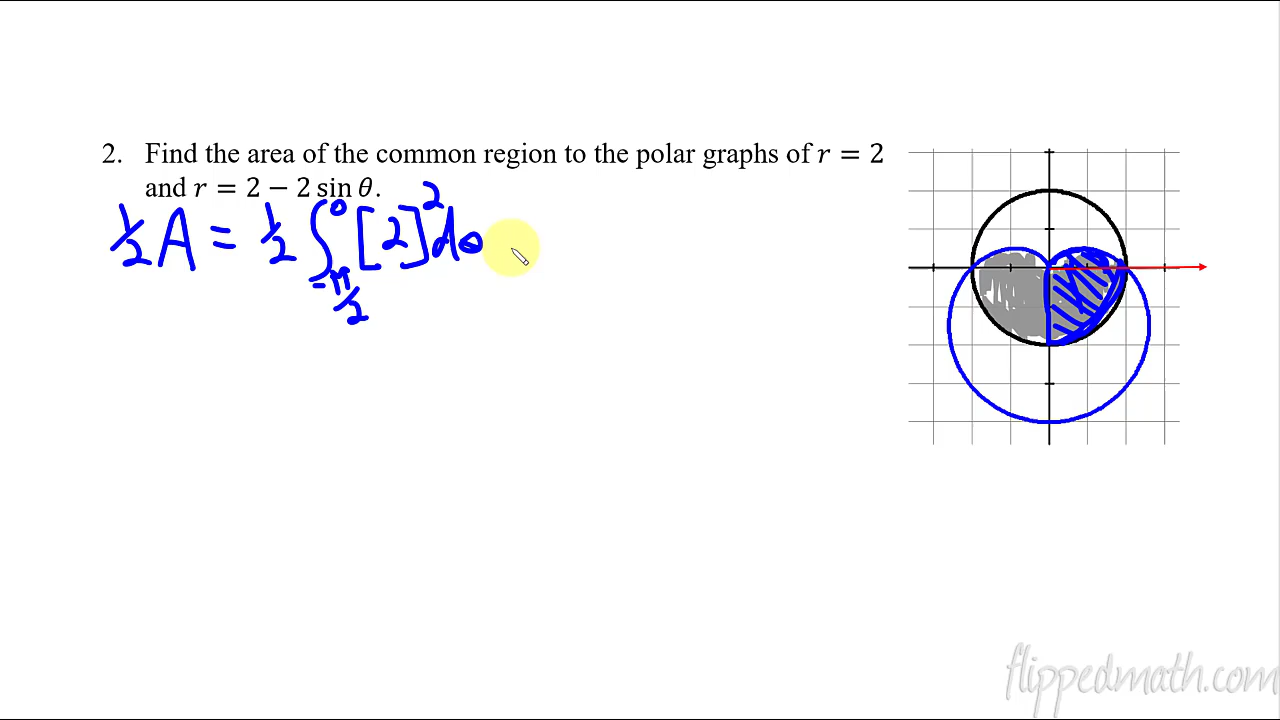 2. Find the area of the common region to the polar graphs of r = 2
and r = 2 − 2 sin θ.
½A = ½ ∫_{-π/2}^{0} [2]² dθ
flippedmath.com